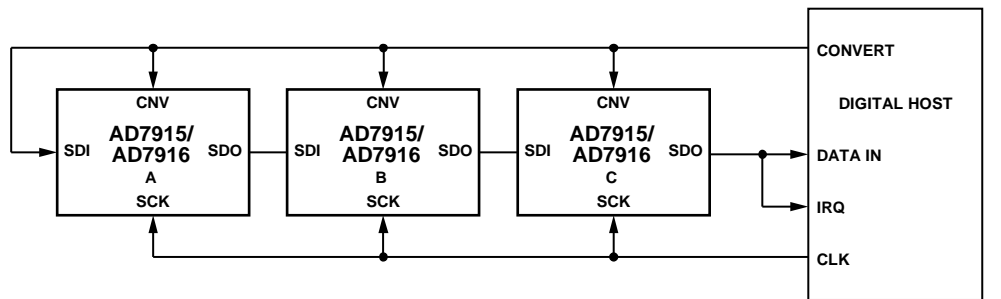 CONVERT
CNV
CNV
CNV
DIGITAL HOST
AD7915/
AD7916
AD7915/
AD7916
AD7915/
AD7916
SDI
SDO
SDI
SDO
SDI
SDO
DATA IN
A
B
C
SCK
SCK
SCK
IRQ
CLK